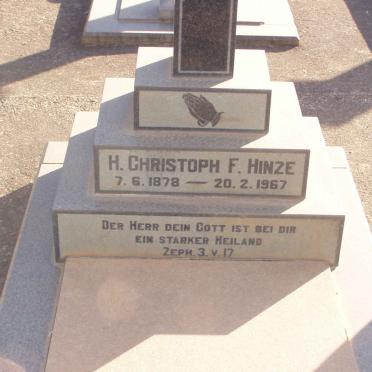 H. CHRISTOPH F. HINZE
7. 6. 1878 — 20. 2. 1967
DER HERR DEIN GOTT IST BEI DIR
EIN STARKER HEILAND
ZEPH. 3. V. 17